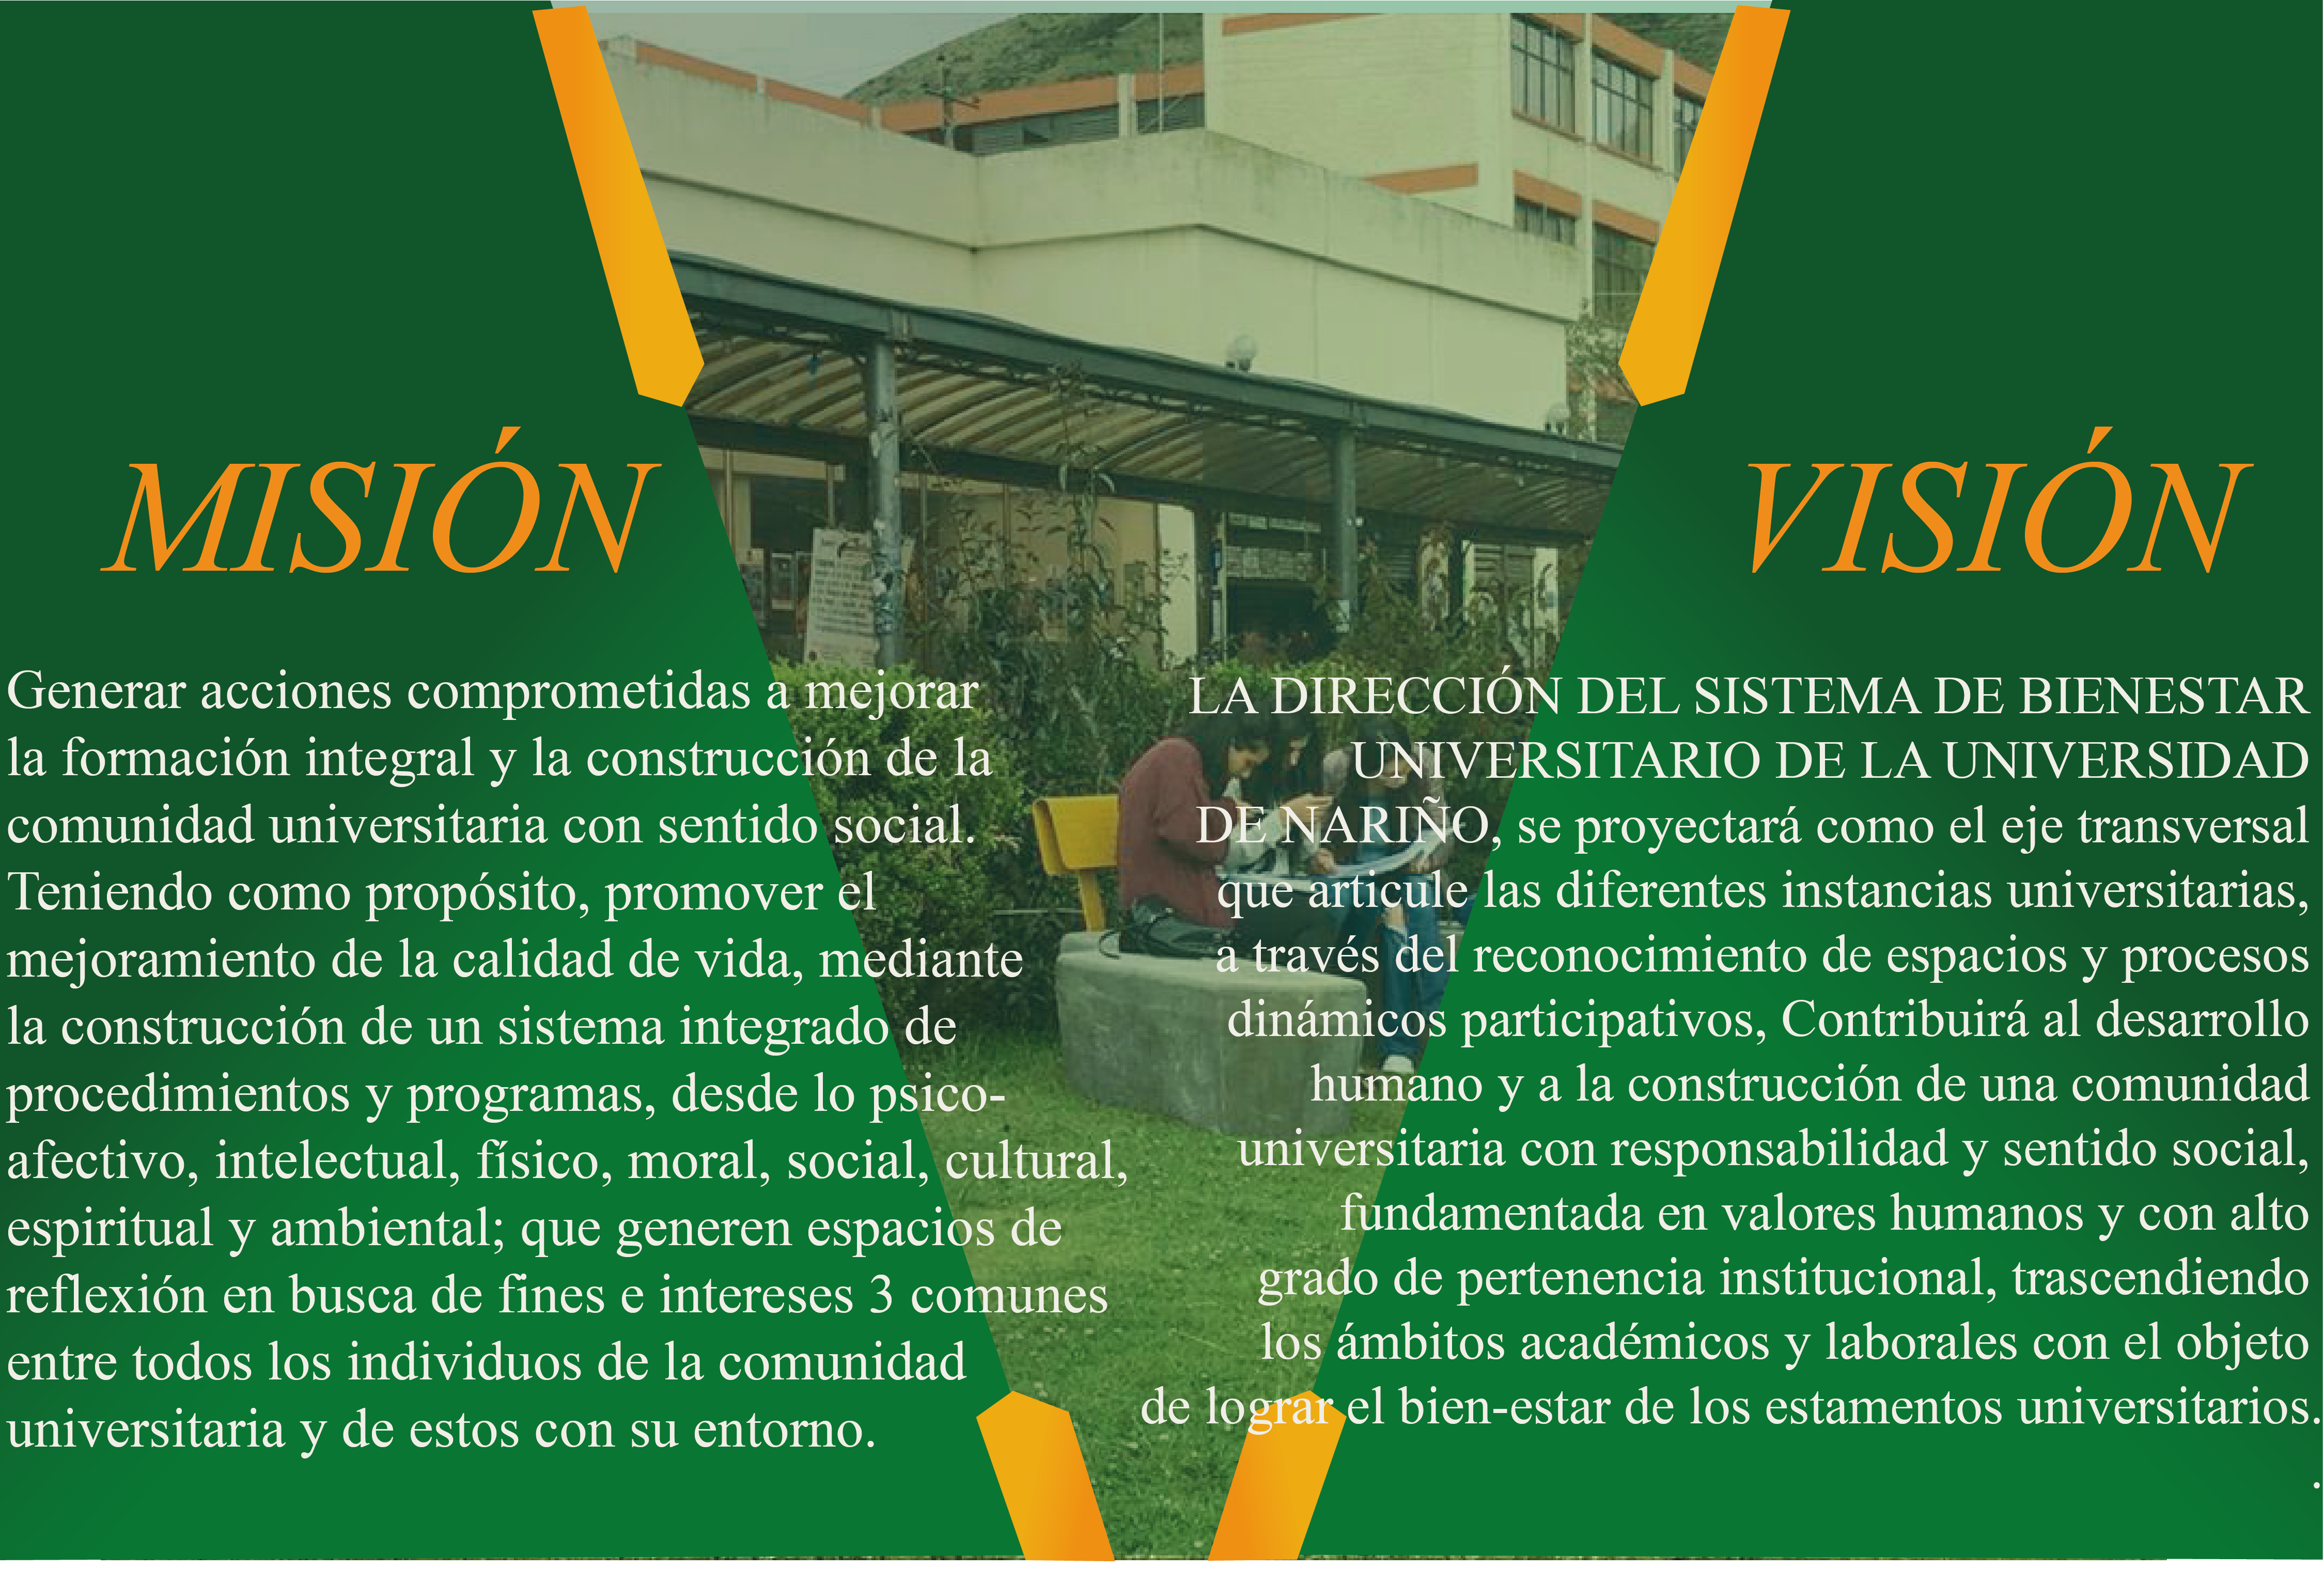 MISIÓN
Generar acciones comprometidas a mejorar
la formación integral y la construcción de la
comunidad universitaria con sentido social.
Teniendo como propósito, promover el
mejoramiento de la calidad de vida, mediante
la construcción de un sistema integrado de
procedimientos y programas, desde lo psico-
afectivo, intelectual, físico, moral, social, cultural,
espiritual y ambiental; que generen espacios de
reflexión en busca de fines e intereses 3 comunes
entre todos los individuos de la comunidad
universitaria y de estos con su entorno.
VISIÓN
LA DIRECCIÓN DEL SISTEMA DE BIENESTAR
UNIVERSITARIO DE LA UNIVERSIDAD
DE NARIÑO, se proyectará como el eje transversal
que articule las diferentes instancias universitarias,
a través del reconocimiento de espacios y procesos
dinámicos participativos, Contribuirá al desarrollo
humano y a la construcción de una comunidad
universitaria con responsabilidad y sentido social,
fundamentada en valores humanos y con alto
grado de pertenencia institucional, trascendiendo
los ámbitos académicos y laborales con el objeto
de lograr el bien-estar de los estamentos universitarios.
.